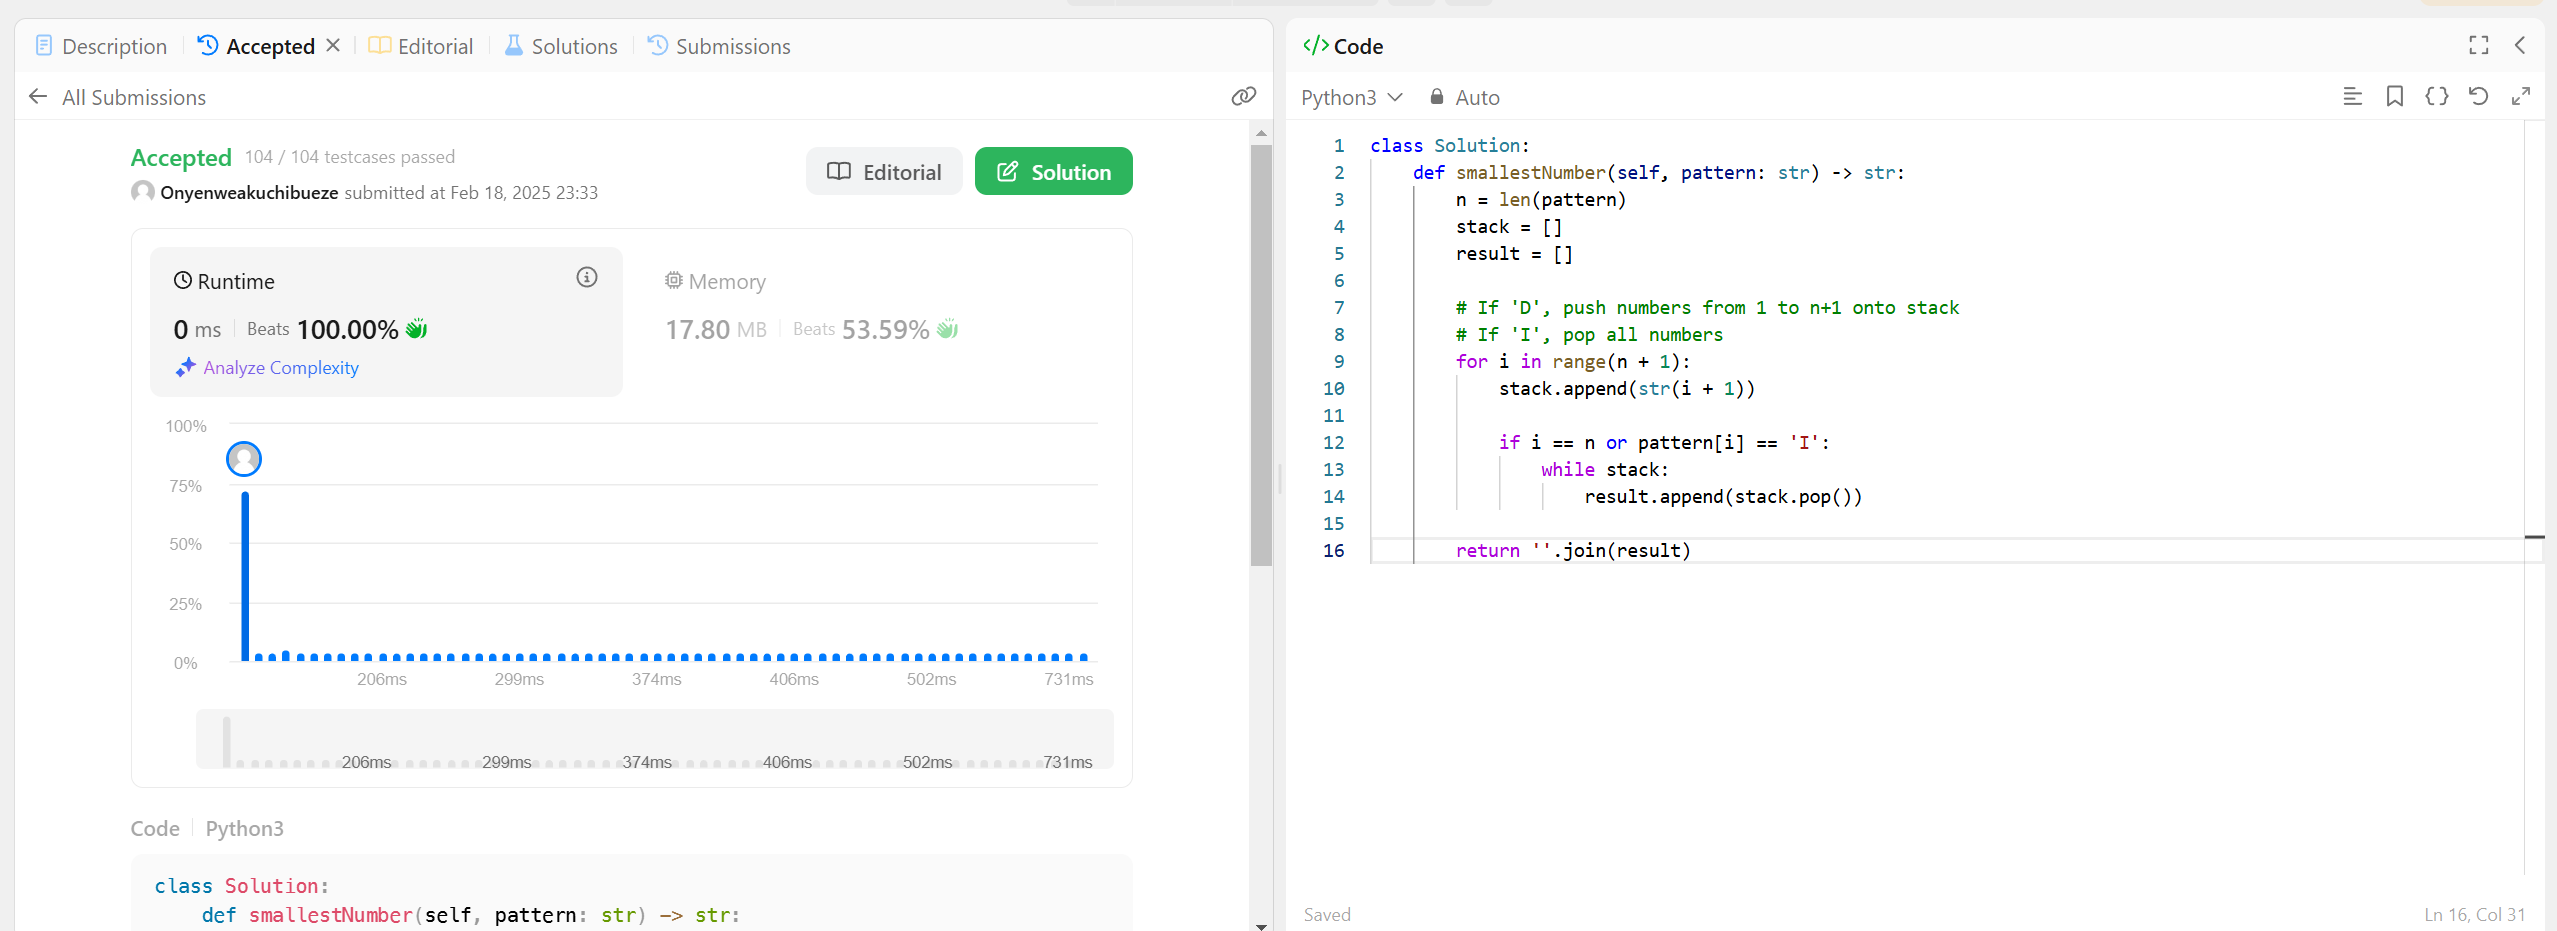 Description
Accepted
Editorial
Solutions
Submissions
All Submissions
Accepted 104 / 104 testcases passed
Onyenweakuchibueze submitted at Feb 18, 2025 23:33
Editorial
Solution
Runtime
0 ms Beats 100.00%
Analyze Complexity
Memory
17.80 MB Beats 53.59%
100%
75%
50%
25%
0%
206ms 299ms 374ms 406ms 502ms 731ms
206ms 299ms 374ms 406ms 502ms 731ms
Code Python3
class Solution:
    def smallestNumber(self, pattern: str) -> str:
</> Code
Python3 Auto
1 class Solution:
2     def smallestNumber(self, pattern: str) -> str:
3         n = len(pattern)
4         stack = []
5         result = []
6
7         # If 'D', push numbers from 1 to n+1 onto stack
8         # If 'I', pop all numbers
9         for i in range(n + 1):
10             stack.append(str(i + 1))
11
12             if i == n or pattern[i] == 'I':
13                 while stack:
14                     result.append(stack.pop())
15
16         return ''.join(result)
Saved
Ln 16, Col 31